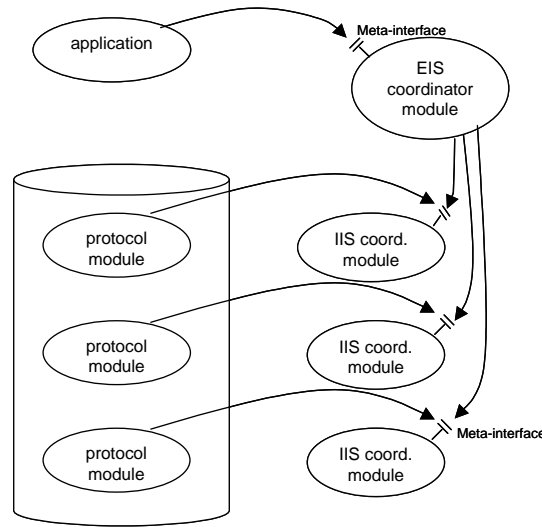 application
Meta-interface
EIS
coordinator
module
protocol
module
IIS coord.
module
protocol
module
IIS coord.
module
protocol
module
IIS coord.
module
Meta-interface